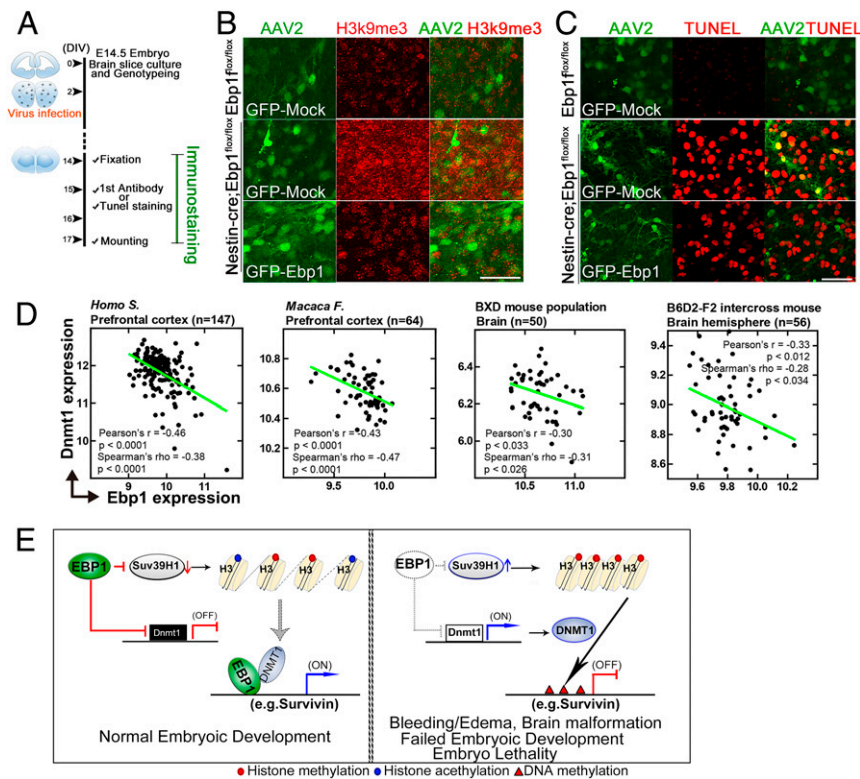 A
(DIV)
0
E14.5 Embryo
Brain slice culture
and Genotypeing
2
Virus infection
14
✓Fixation
15
✓1st Antibody
or
✓Tunel staining
16
17
✓Mounting
Immunostaining
B
AAV2
H3k9me3
AAV2 H3k9me3
Ebp1flox/flox
GFP-Mock
Nestin-cre;Ebp1flox/flox
GFP-Mock
GFP-Ebp1
C
AAV2
TUNEL
AAV2TUNEL
Ebp1flox/flox
GFP-Mock
Nestin-cre;Ebp1flox/flox
GFP-Mock
GFP-Ebp1
D
Dnmt1 expression
Ebp1 expression
Homo S.
Prefrontal cortex (n=147)
12
11
10
Pearson's r = -0.46
p < 0.0001
Spearman's rho = -0.38
p < 0.0001
9 10 11
Macaca F.
Prefrontal cortex (n=64)
10.8
10.6
10.4
10.2
Pearson's r = -0.43
p < 0.0001
Spearman's rho = -0.47
p < 0.0001
9.5 10.0
BXD mouse population
Brain (n=50)
6.5
6.2
6.0
Pearson's r = -0.30
p < 0.033
Spearman's rho = -0.31
p < 0.026
10.5 11.0
B6D2-F2 intercross mouse
Brain hemisphere (n=56)
Pearson's r = -0.33
p < 0.012
Spearman's rho = -0.28
p < 0.034
9.4
9.2
9.0
8.8
8.6
9.6 9.8 10.0 10.2
E
EBP1
Suv39H1
H3 H3 H3 H3
Dnmt1
(OFF)
EBP1
DNMT1
(ON)
(e.g.Survivin)
Normal Embryoic Development
EBP1
Suv39H1
H3 H3 H3 H3
Dnmt1
(ON)
DNMT1
(OFF)
(e.g.Survivin)
Bleeding/Edema, Brain malformation
Failed Embryoic Development
Embryo Lethality
Histone methylation Histone acethylation DNA methylation